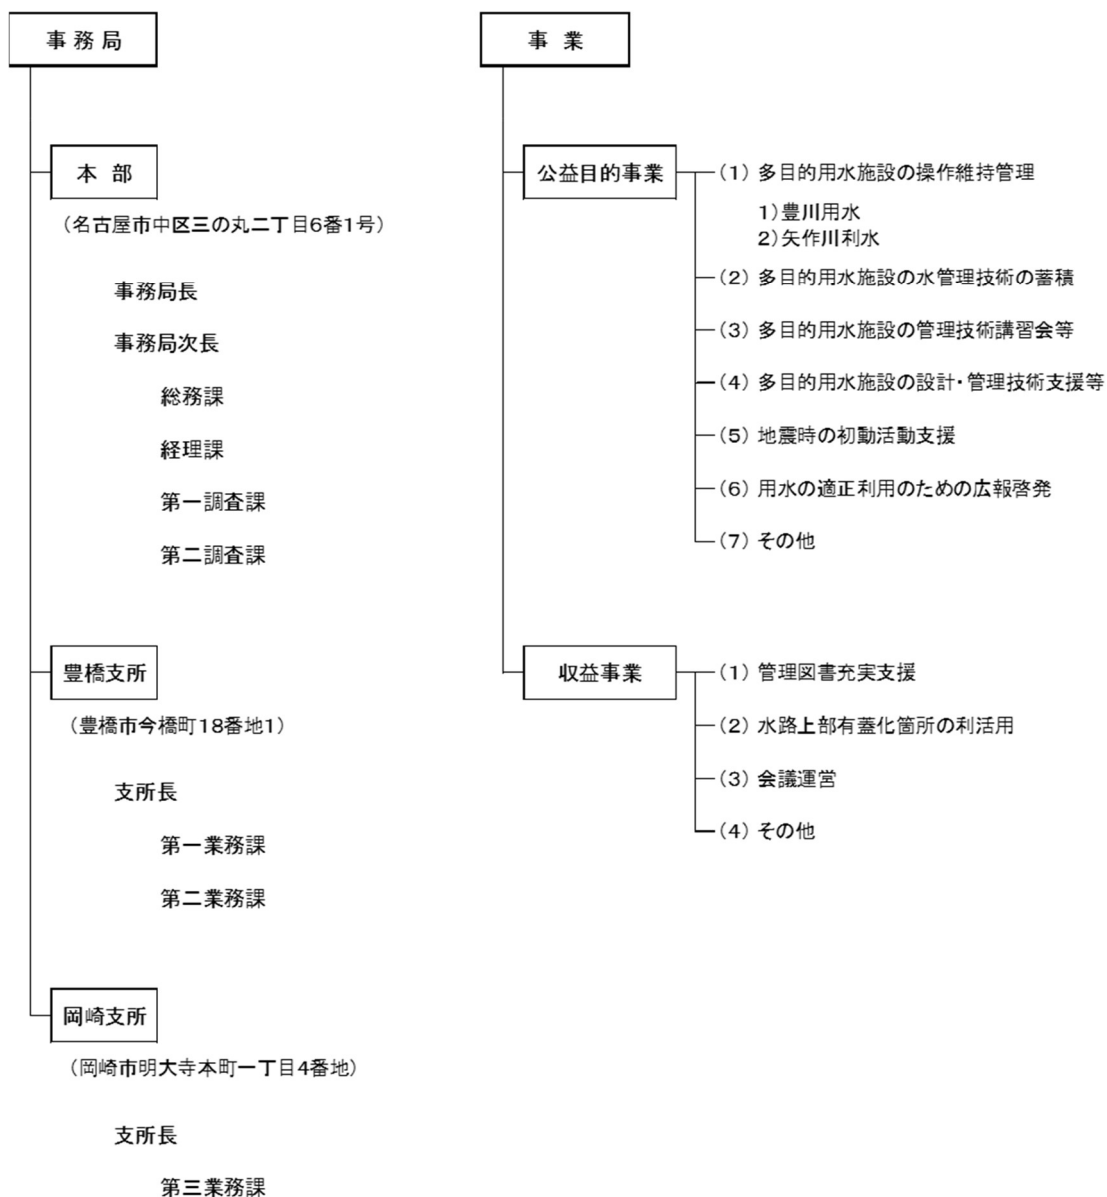 事務局
本部
(名古屋市中区三の丸二丁目6番1号)
事務局長
事務局次長
総務課
経理課
第一調査課
第二調査課
豊橋支所
(豊橋市今橋町18番地1)
支所長
第一業務課
第二業務課
岡崎支所
(岡崎市明大寺本町一丁目4番地)
支所長
第三業務課
事業
公益目的事業
(1) 多目的用水施設の操作維持管理
1)豊川用水
2)矢作川利水
(2) 多目的用水施設の水管理技術の蓄積
(3) 多目的用水施設の管理技術講習会等
(4) 多目的用水施設の設計・管理技術支援等
(5) 地震時の初動活動支援
(6) 用水の適正利用のための広報啓発
(7) その他
収益事業
(1) 管理図書充実支援
(2) 水路上部有蓋化箇所の利活用
(3) 会議運営
(4) その他